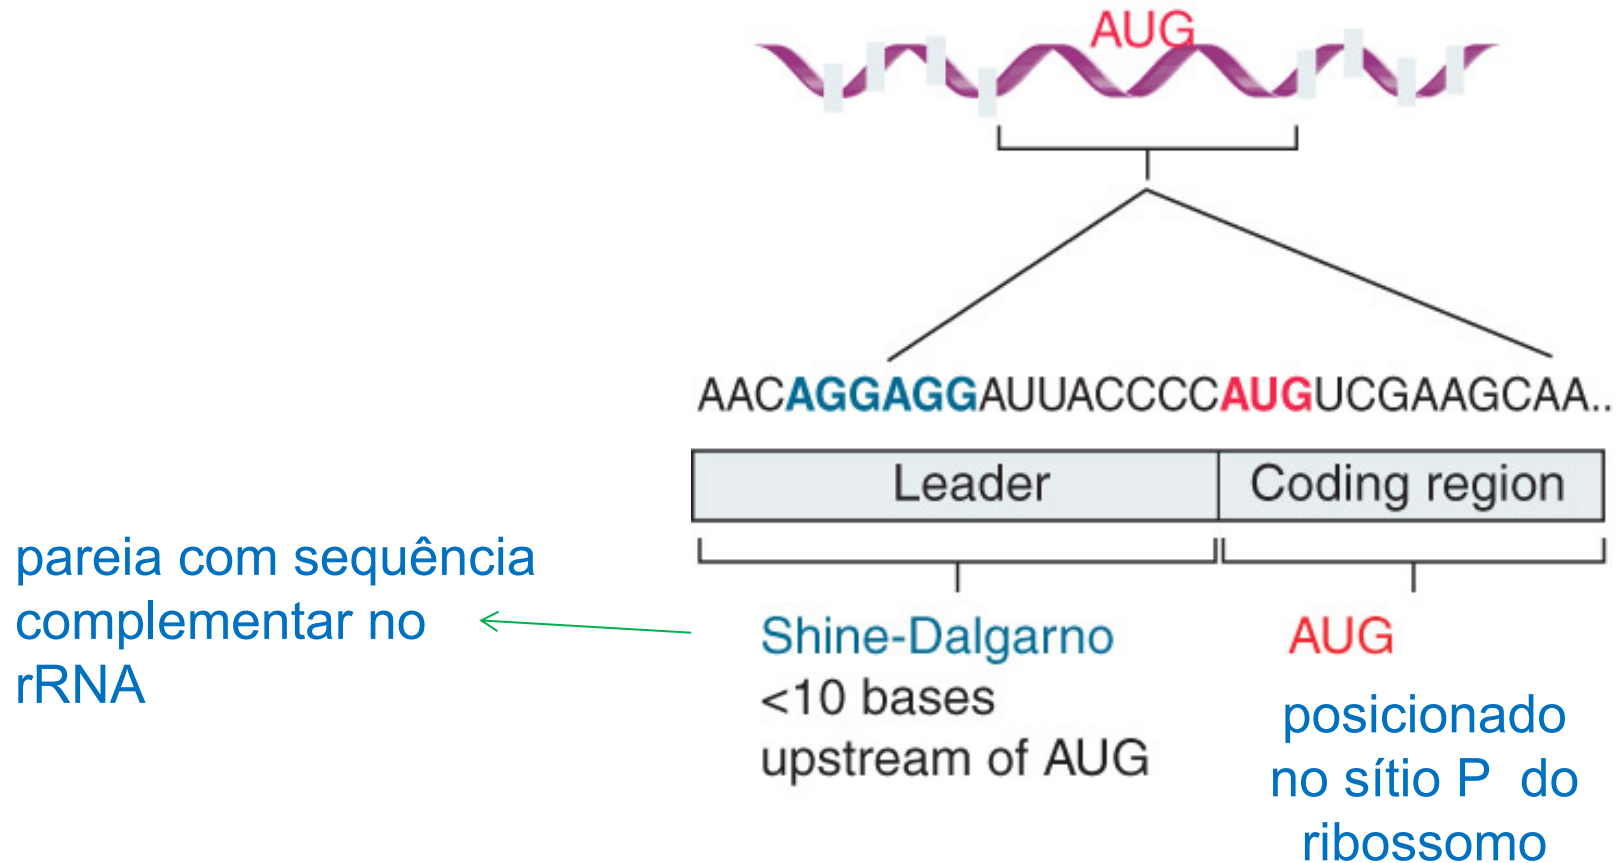 AUG
AACAGGAGGAUUACCCCAUGUCGAAGCAA..
Leader
Coding region
pareia com sequência
complementar no
rRNA
Shine-Dalgarno
<10 bases
upstream of AUG
AUG
posicionado
no sítio P do
ribossomo